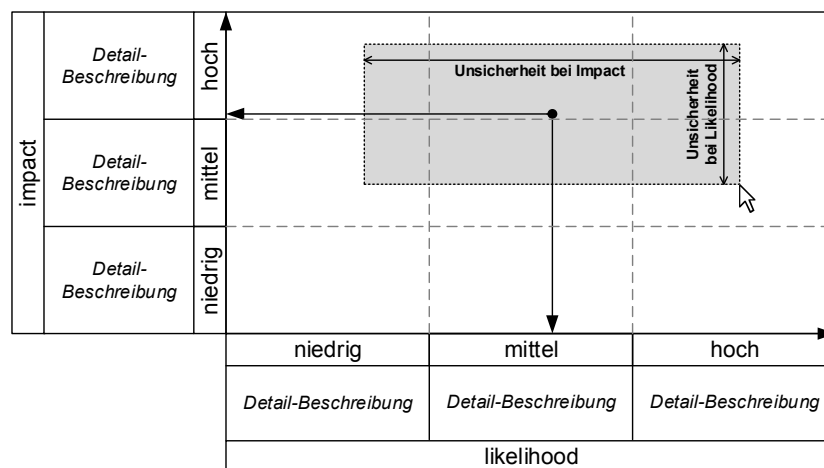 Detail-
Beschreibung
hoch
Unsicherheit bei Impact
Unsicherheit
bei Likelihood
impact
Detail-
Beschreibung
mittel
Detail-
Beschreibung
niedrig
niedrig
mittel
hoch
Detail-Beschreibung
Detail-Beschreibung
Detail-Beschreibung
likelihood